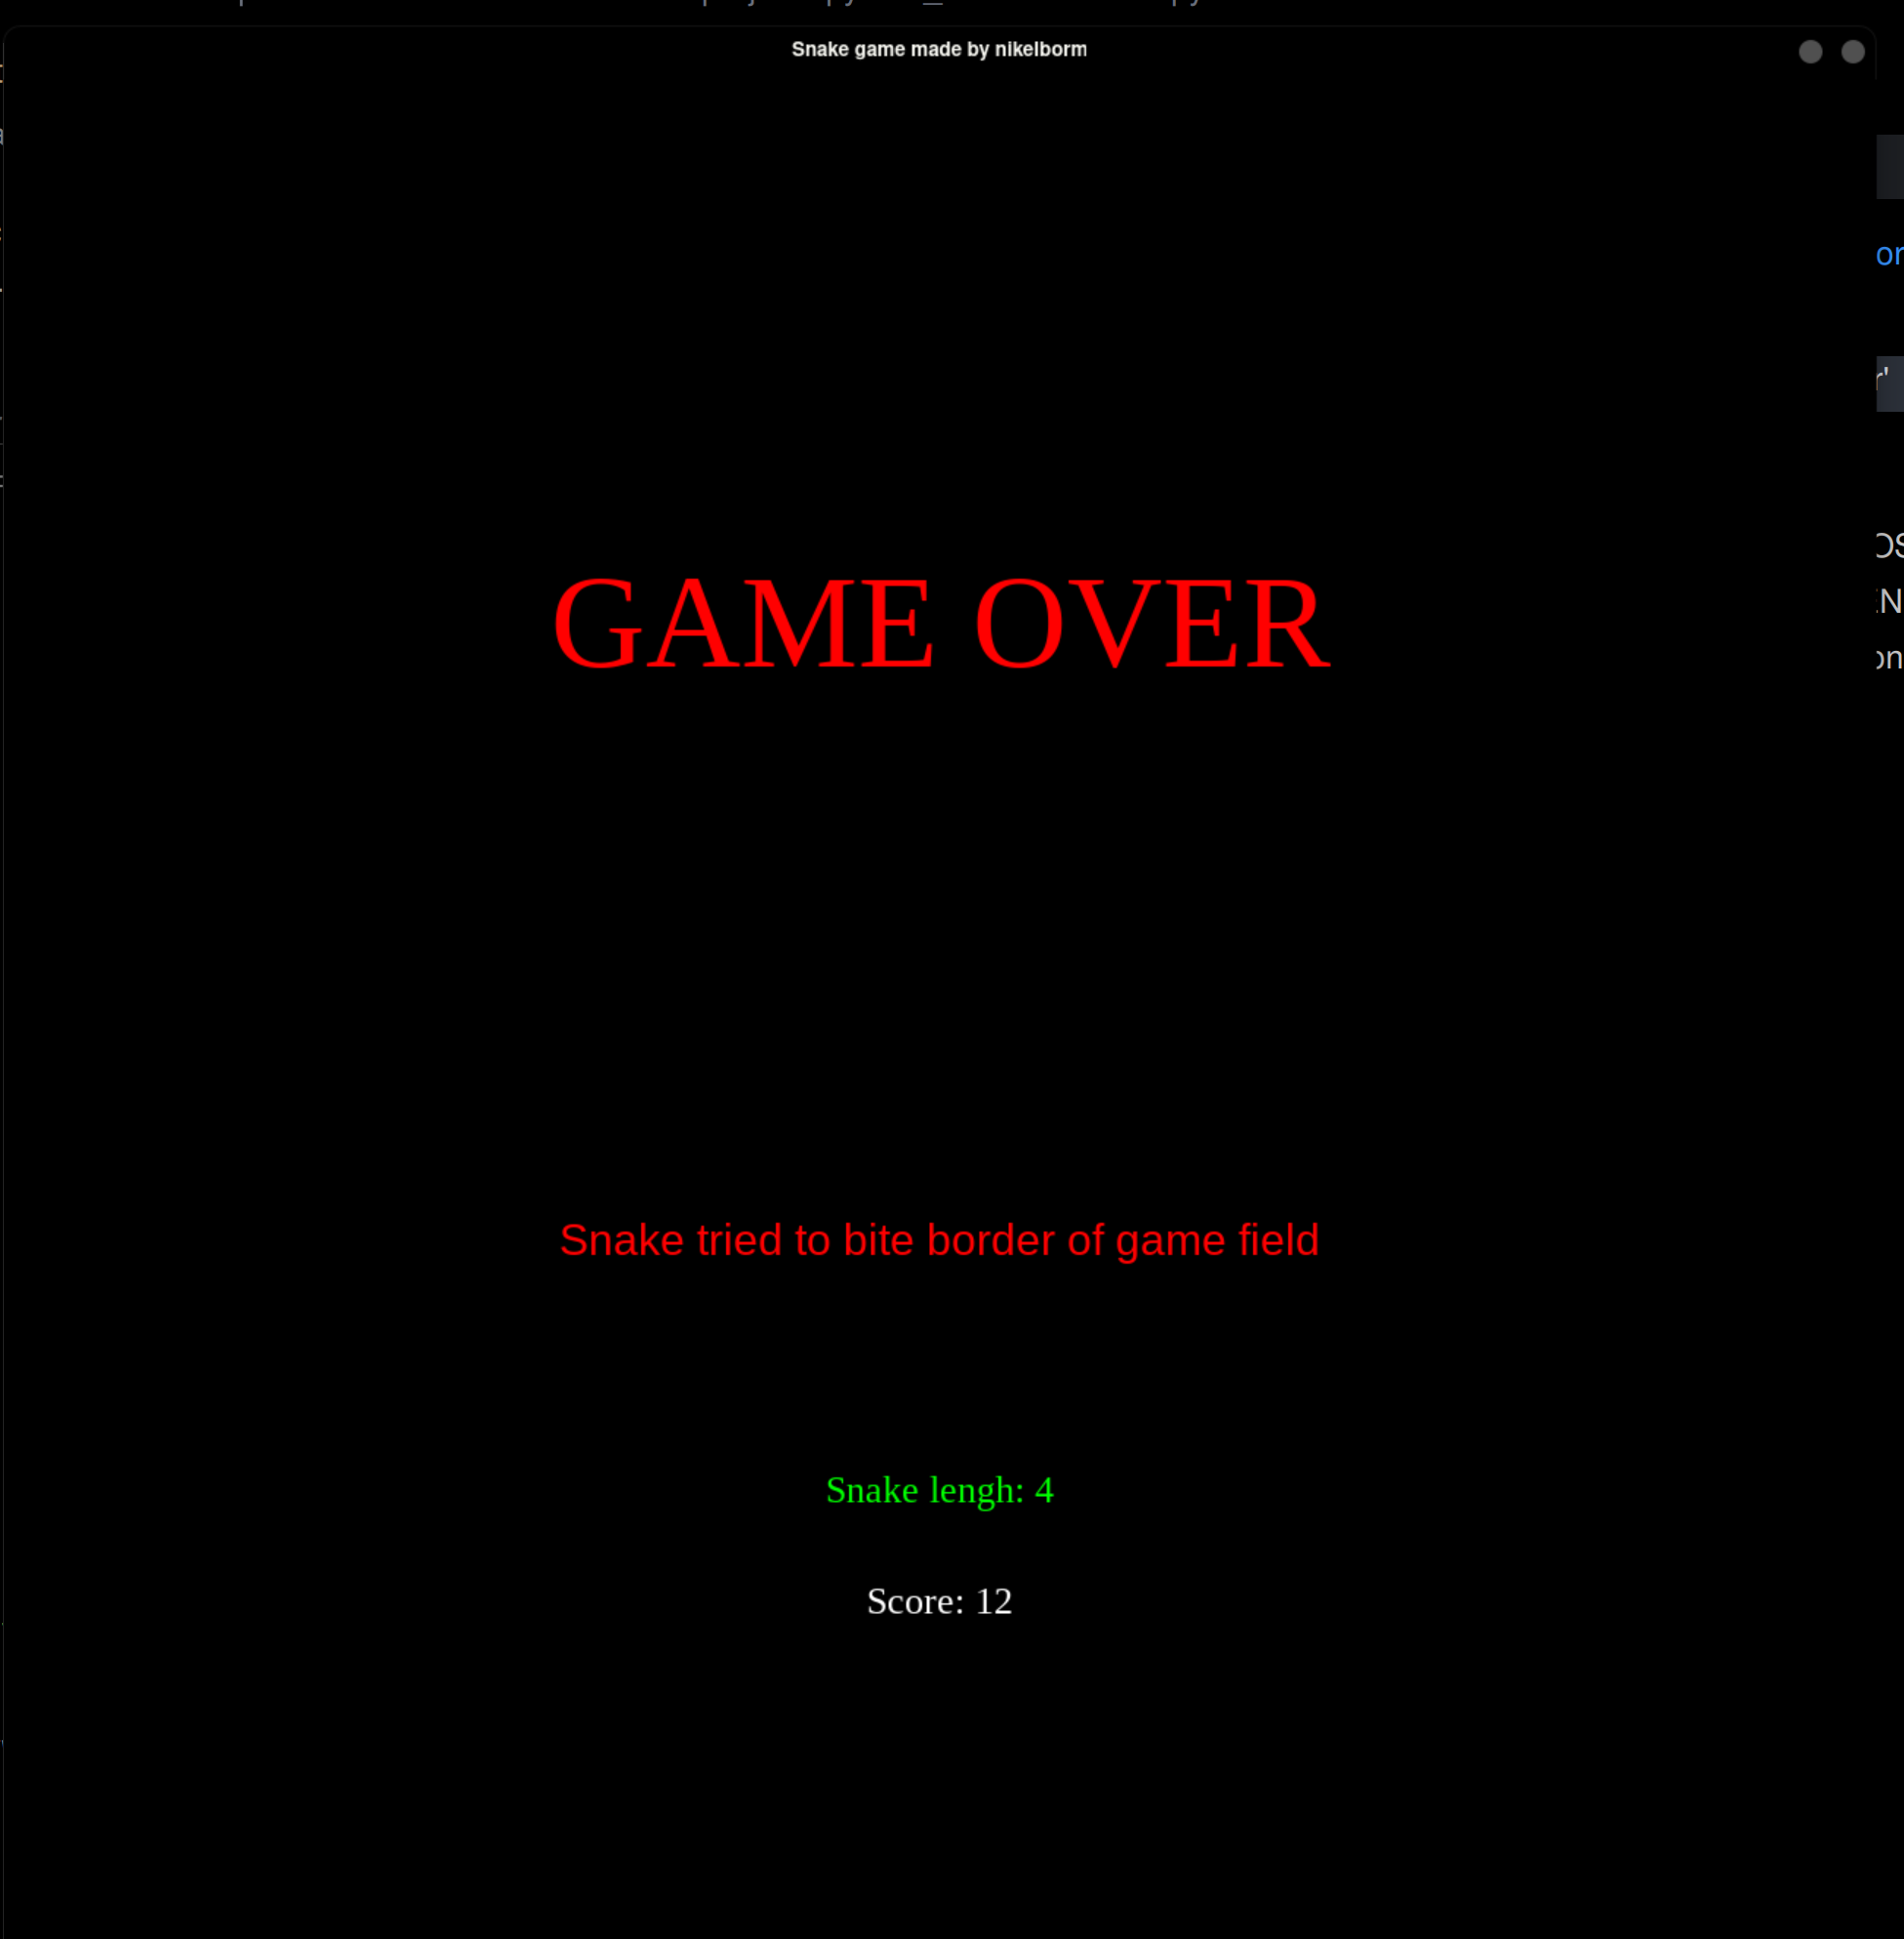 Snake game made by nikelborm
GAME OVER
Snake tried to bite border of game field
Snake lengh: 4
Score: 12